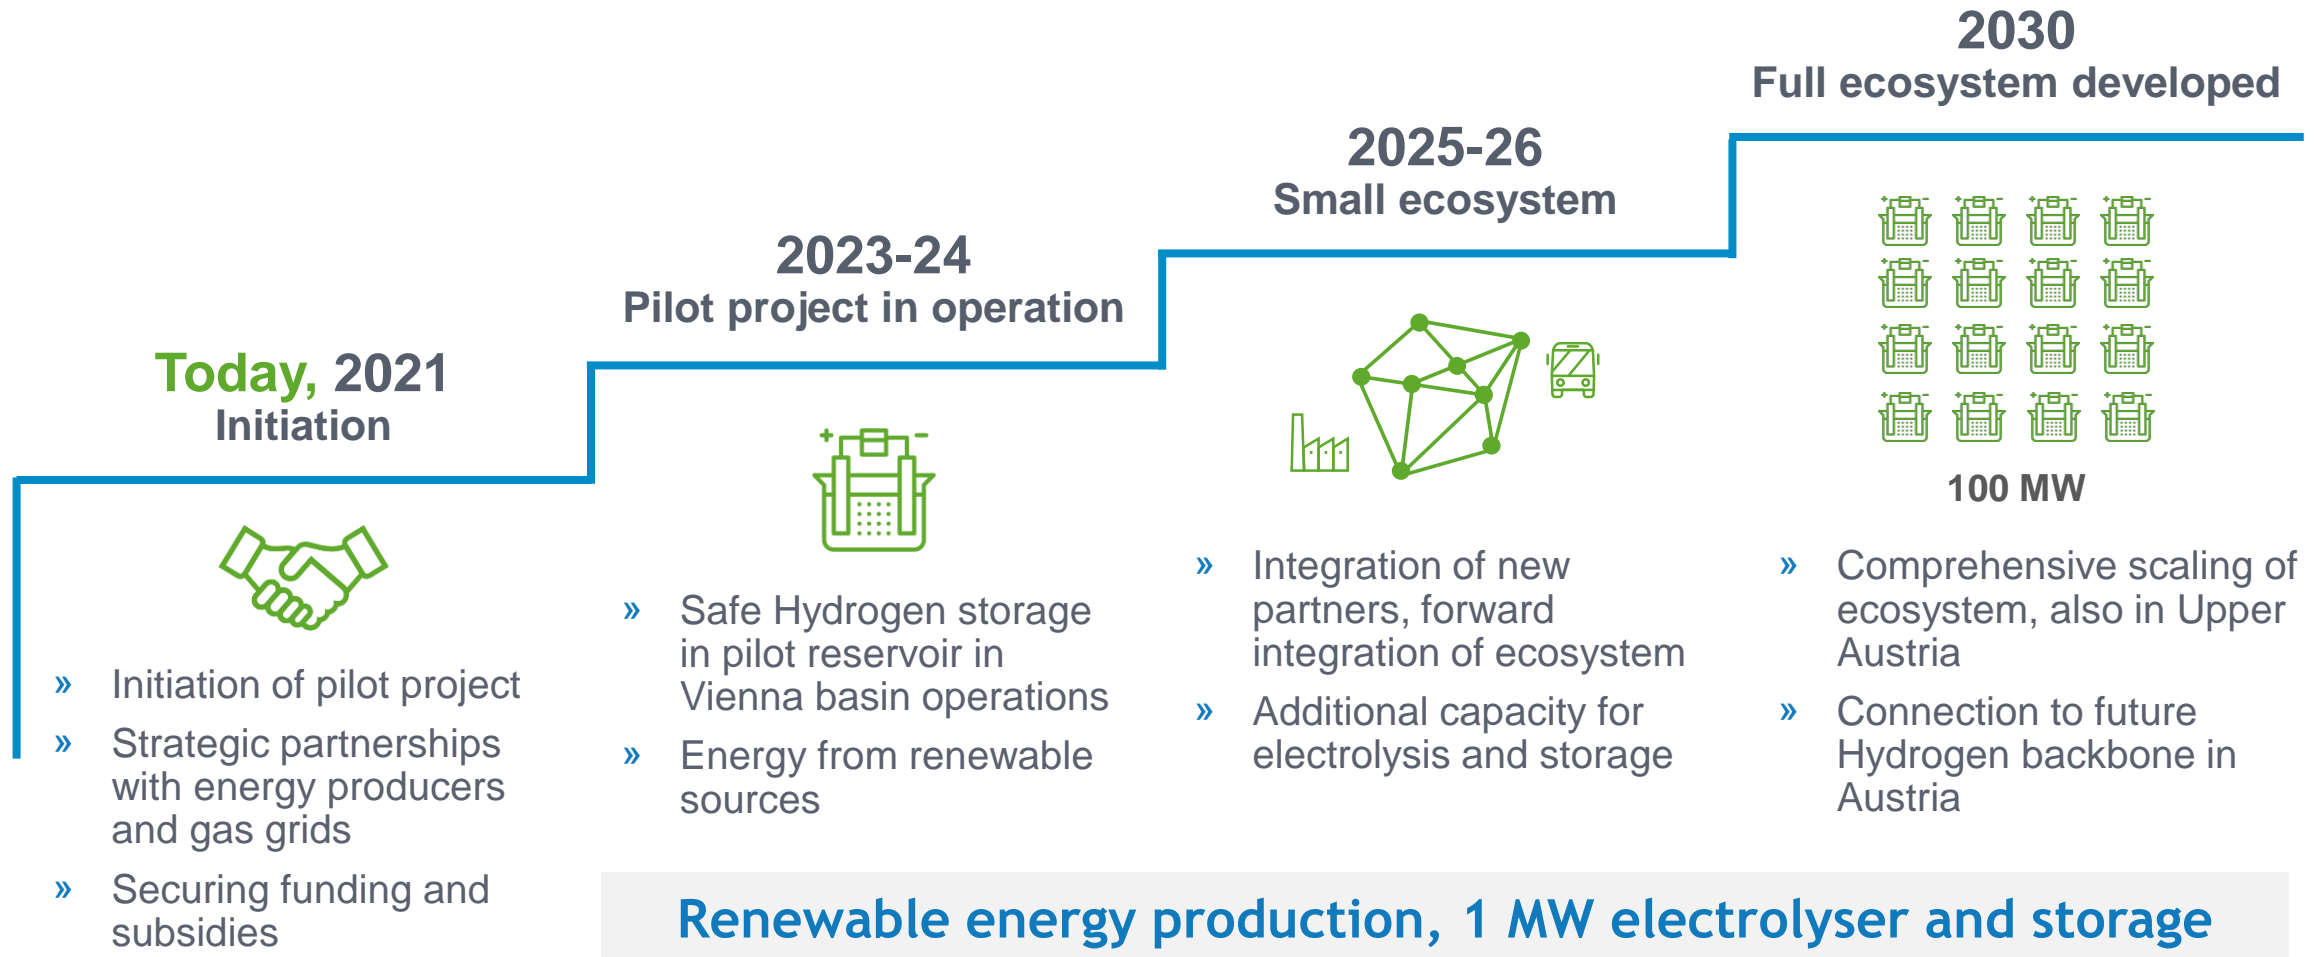 Today, 2021
Initiation
» Initiation of pilot project
» Strategic partnerships
with energy producers
and gas grids
» Securing funding and
subsidies
2023-24
Pilot project in operation
» Safe Hydrogen storage
in pilot reservoir in
Vienna basin operations
» Energy from renewable
sources
2025-26
Small ecosystem
» Integration of new
partners, forward
integration of ecosystem
» Additional capacity for
electrolysis and storage
2030
Full ecosystem developed
100 MW
» Comprehensive scaling of
ecosystem, also in Upper
Austria
» Connection to future
Hydrogen backbone in
Austria
Renewable energy production, 1 MW electrolyser and storage